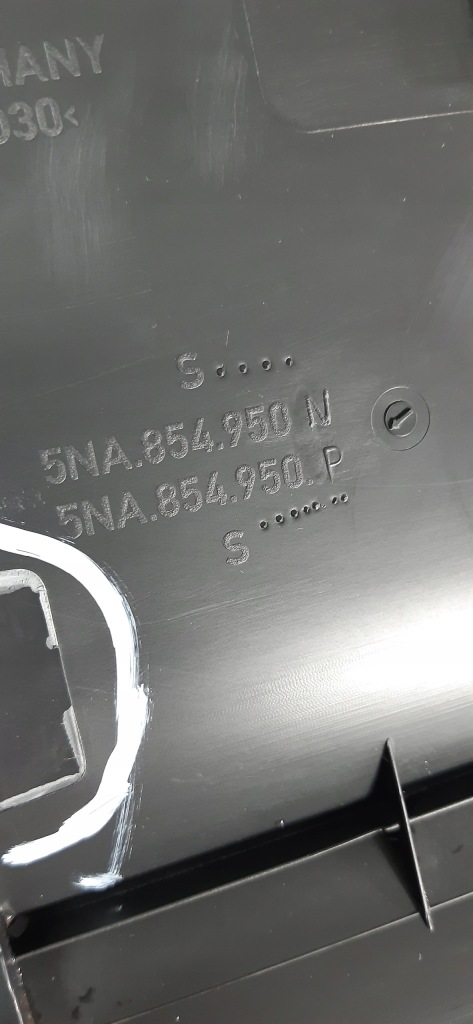 MANY
030<
S....
5NA.854.950 N
5NA.854.950. P
S.......